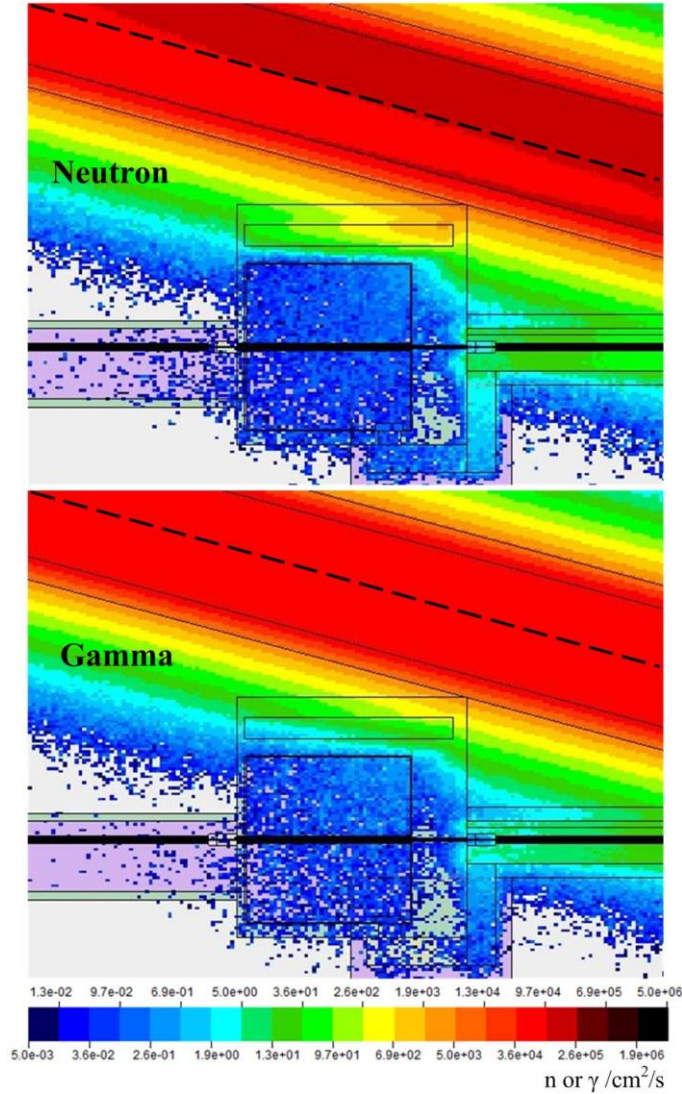 Neutron
Gamma
1.3e-02 9.7e-02 6.9e-01 5.0e+00 3.6e+01 2.6e+02 1.9e+03 1.3e+04 9.7e+04 6.9e+05 5.0e+06
5.0e-03 3.6e-02 2.6e-01 1.9e+00 1.3e+01 9.7e+01 6.9e+02 5.0e+03 3.6e+04 2.6e+05 1.9e+06
n or γ /cm²/s